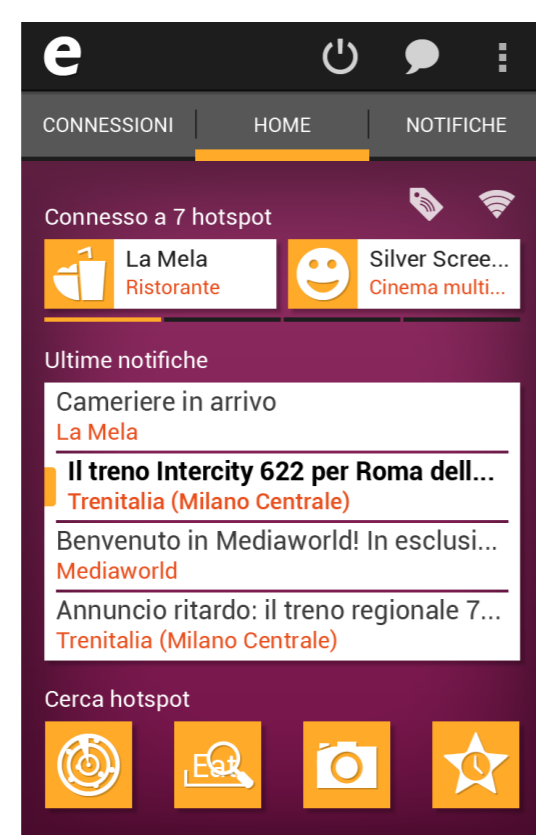 e
CONNESSIONI
HOME
NOTIFICHE
Connesso a 7 hotspot
La Mela
Ristorante
Silver Scree...
Cinema multi...
Ultime notifiche
Cameriere in arrivo
La Mela
Il treno Intercity 622 per Roma dell...
Trenitalia (Milano Centrale)
Benvenuto in Mediaworld! In esclusi...
Mediaworld
Annuncio ritardo: il treno regionale 7...
Trenitalia (Milano Centrale)
Cerca hotspot
Eat